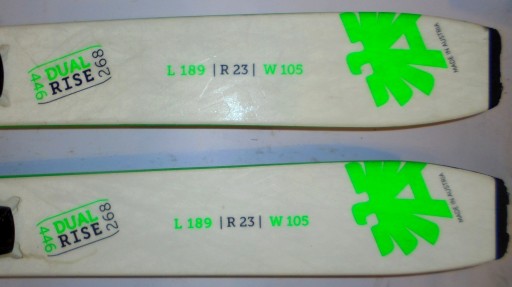 446 DUAL RISE 268
L 189 | R 23 | W 105
MADE IN AUSTRIA
446 DUAL RISE 268
L 189 | R 23 | W 105
MADE IN AUSTRIA